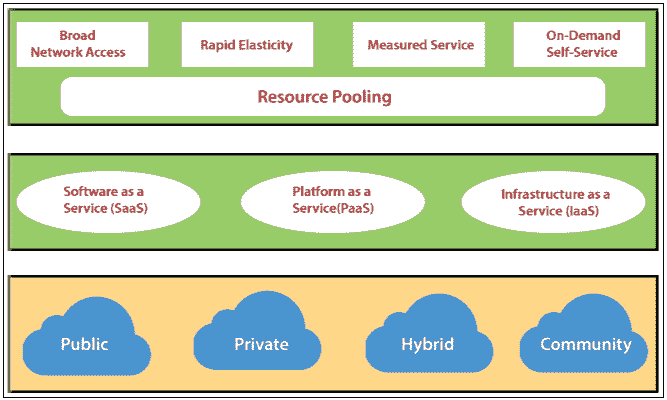 Broad
Network Access
Rapid Elasticity
Measured Service
On-Demand
Self-Service
Resource Pooling
Software as a
Service (SaaS)
Platform as a
Service(PaaS)
Infrastructure as a
Service (IaaS)
Public
Private
Hybrid
Community